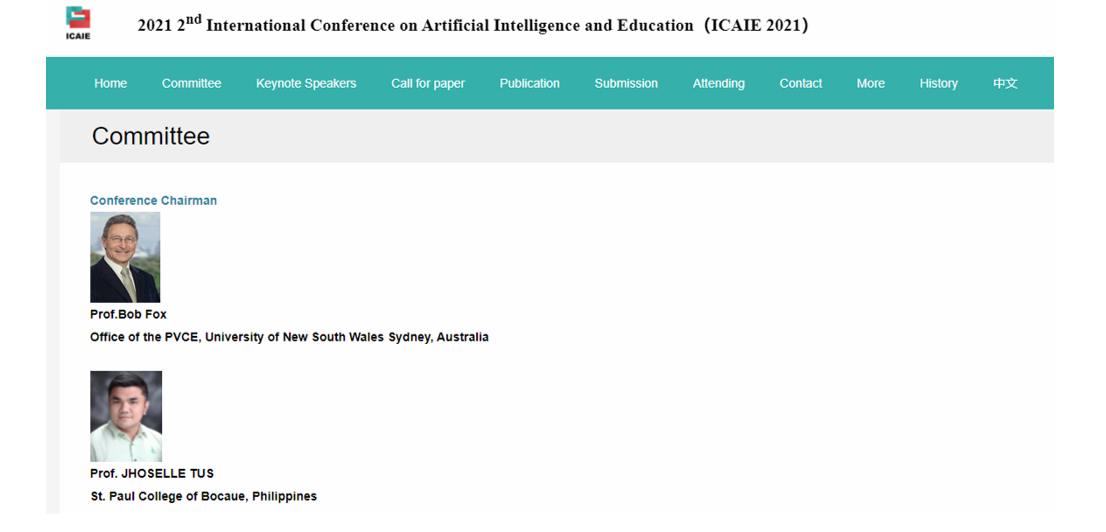 ICAIE
2021 2nd International Conference on Artificial Intelligence and Education（ICAIE 2021）
Home Committee Keynote Speakers Call for paper Publication Submission Attending Contact More History 中文
Committee
Conference Chairman
Prof.Bob Fox
Office of the PVCE, University of New South Wales Sydney, Australia
Prof. JHOSELLE TUS
St. Paul College of Bocaue, Philippines